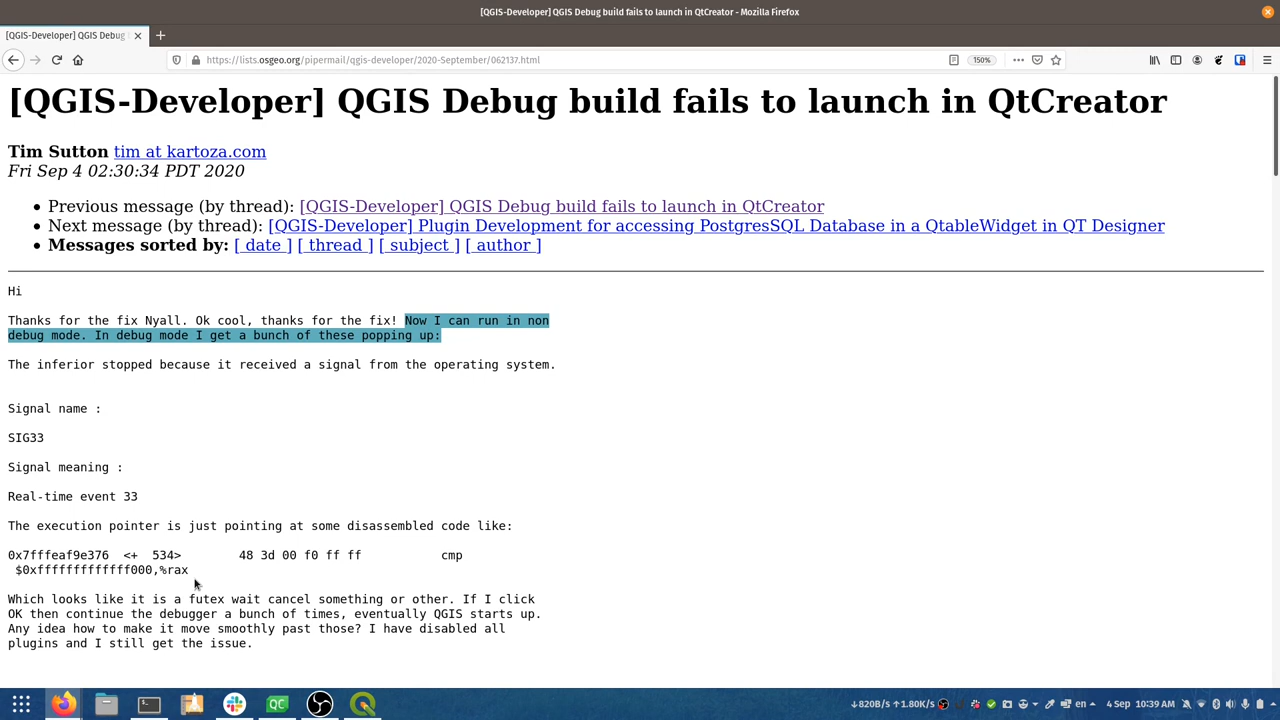 [QGIS-Developer] QGIS Debug build fails to launch in QtCreator - Mozilla Firefox
[QGIS-Developer] QGIS Debug
https://lists.osgeo.org/pipermail/qgis-developer/2020-September/062137.html
150%
[QGIS-Developer] QGIS Debug build fails to launch in QtCreator
Tim Sutton tim at kartoza.com
Fri Sep 4 02:30:34 PDT 2020
• Previous message (by thread): [QGIS-Developer] QGIS Debug build fails to launch in QtCreator
• Next message (by thread): [QGIS-Developer] Plugin Development for accessing PostgresSQL Database in a QtableWidget in QT Designer
• Messages sorted by: [ date ] [ thread ] [ subject ] [ author ]
Hi
Thanks for the fix Nyall. Ok cool, thanks for the fix! Now I can run in non
debug mode. In debug mode I get a bunch of these popping up:
The inferior stopped because it received a signal from the operating system.
Signal name :
SIG33
Signal meaning :
Real-time event 33
The execution pointer is just pointing at some disassembled code like:
0x7fffeaf9e376  <+  534>        48 3d 00 f0 ff ff           cmp
$0xfffffffffffff000,%rax
Which looks like it is a futex wait cancel something or other. If I click
OK then continue the debugger a bunch of times, eventually QGIS starts up.
Any idea how to make it move smoothly past those? I have disabled all
plugins and I still get the issue.
QC
↓820B/s ↑1.80K/s
en
4 Sep 10:39 AM